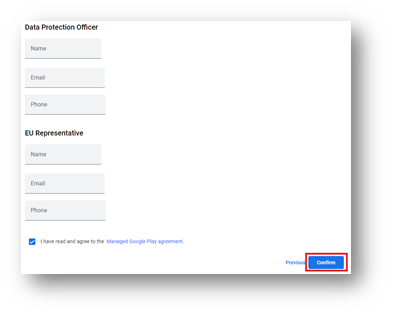 Data Protection Officer
Name
Email
Phone
EU Representative
Name
Email
Phone
I have read and agree to the Managed Google Play agreement.
Previous Confirm